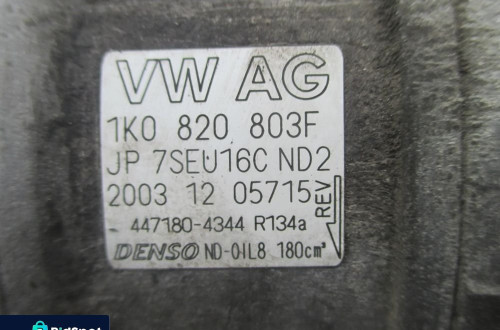 VW AG
1K0 820 803F
JP 7SEU16C ND2
2003 12 05715
REV
447180-4344 R134a
DENSO ND-OIL8 180cm³
BidSpot